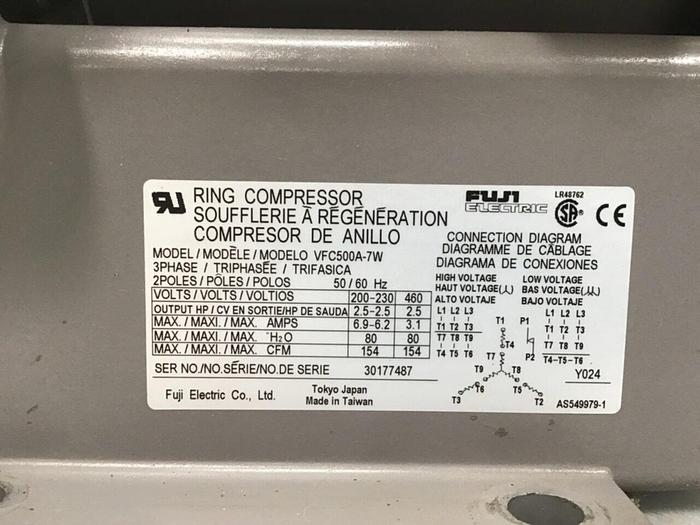 RU RING COMPRESSOR
SOUFFLERIE À RÉGÉNÉRATION
COMPRESOR DE ANILLO
MODEL / MODÈLE / MODELO VFC500A-7W
3PHASE / TRIPHASÉE / TRIFASICA
2POLES / PÔLES / POLOS 50 / 60 Hz
VOLTS / VOLTS / VOLTIOS 200-230 460
OUTPUT HP / CV EN SORTIE/HP DE SAUDA 2.5-2.5 2.5
MAX. / MAXI. / MAX. AMPS 6.9-6.2 3.1
MAX. / MAXI. / MAX. "H2O 80 80
MAX. / MAXI. / MAX. CFM 154 154
SER NO./NO.SÉRIE/NO.DE SERIE 30177487
Fuji Electric Co., Ltd. Tokyo Japan
Made in Taiwan
FUJI
ELECTRIC
LR48762
SA CE
CONNECTION DIAGRAM
DIAGRAMME DE CÂBLAGE
DIAGRAMA DE CONEXIONES
HIGH VOLTAGE LOW VOLTAGE
HAUT VOLTAGE BAS VOLTAGE
ALTO VOLTAJE BAJO VOLTAJE
L1 L2 L3
T1 T2 T3
T7 T8 T9
T4 T5 T6
T1 P1
T4 P2
T7
T9 T8
T6 T5
T3 T2
L1 L2 L3
T1 T2 T3
T7 T8 T9
T4-T5-T6
Y024
AS549979-1